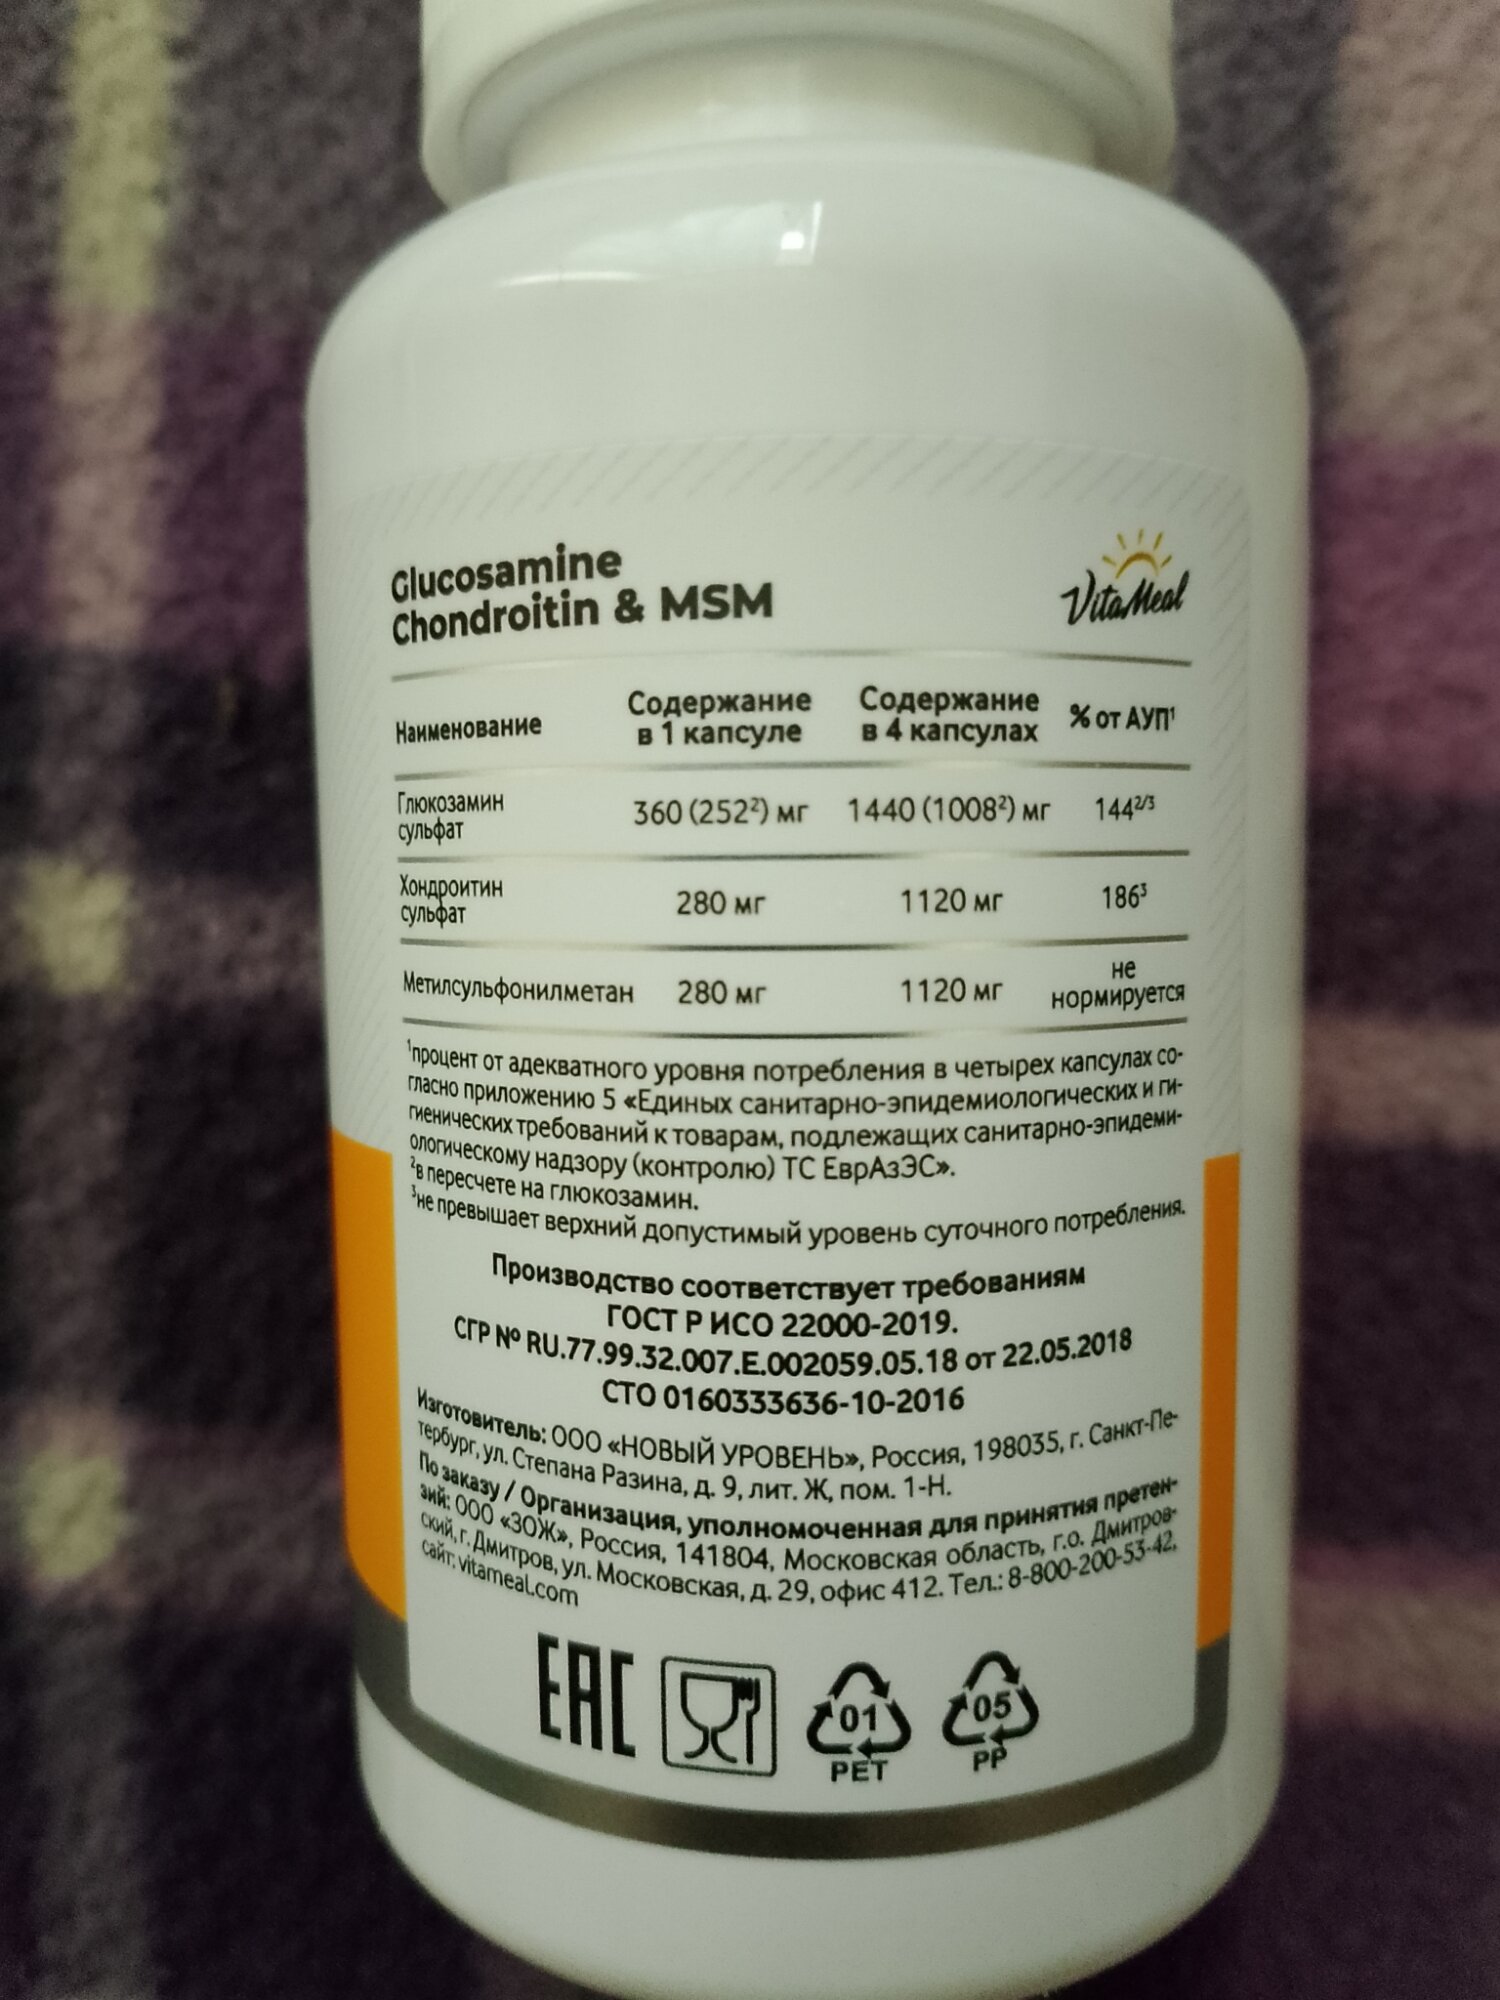 Glucosamine
Chondroitin & MSM
VitaMeal
Наименование Содержание в 1 капсуле Содержание в 4 капсулах % от АУП¹
Глюкозамин сульфат 360 (252²) мг 1440 (1008²) мг 144²/³
Хондроитин сульфат 280 мг 1120 мг 186³
Метилсульфонилметан 280 мг 1120 мг не нормируется
¹процент от адекватного уровня потребления в четырех капсулах со-
гласно приложению 5 «Единых санитарно-эпидемиологических и ги-
гиенических требований к товарам, подлежащих санитарно-эпидеми-
ологическому надзору (контролю) ТС ЕврАзЭС».
²в пересчете на глюкозамин.
³не превышает верхний допустимый уровень суточного потребления.
Производство соответствует требованиям
ГОСТ Р ИСО 22000-2019.
СГР № RU.77.99.32.007.E.002059.05.18 от 22.05.2018
СТО 0160333636-10-2016
Изготовитель: ООО «НОВЫЙ УРОВЕНЬ», Россия, 198035, г. Санкт-Пе-
тербург, ул. Степана Разина, д. 9, лит. Ж, пом. 1-Н.
По заказу / Организация, уполномоченная для принятия претен-
зий: ООО «ЗОЖ», Россия, 141804, Московская область, г.о. Дмитров-
ский, г. Дмитров, ул. Московская, д. 29, офис 412. Тел.: 8-800-200-53-42,
сайт: vitameal.com
EAC
01 05
PET PP